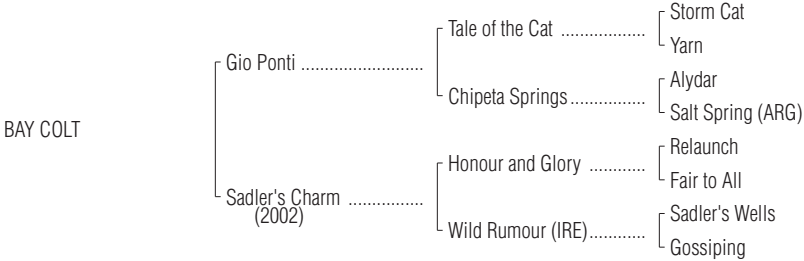 Storm Cat
Tale of the Cat ..................
Yarn
Gio Ponti ..........................
Alydar
Chipeta Springs ................
Salt Spring (ARG)
BAY COLT
Relaunch
Honour and Glory ............
Fair to All
Sadler's Charm ................
(2002)
Sadler's Wells
Wild Rumour (IRE) ............
Gossiping